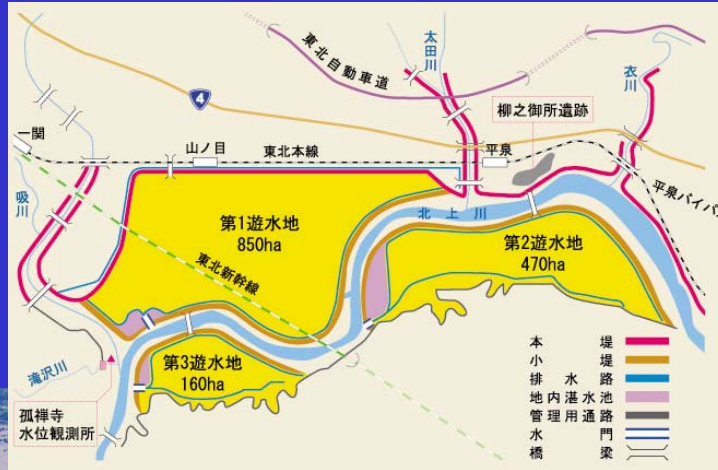 東北自動車道
太田川
衣川
4
柳之御所遺跡
一関
山ノ目
東北本線
平泉
吸川
平泉バイパ
第1遊水地
850ha
北上川
第2遊水地
470ha
東北新幹線
第3遊水地
160ha
滝沢川
孤禅寺
水位観測所
本堤
小堤
排水路
地内湛水池
管理用通路
水門
橋梁